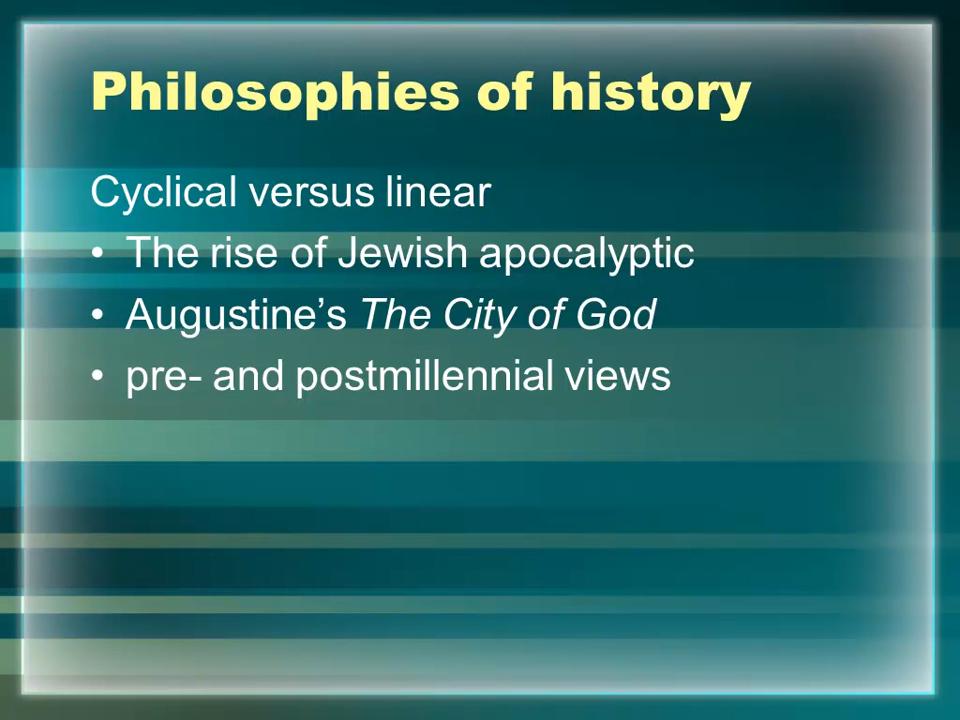 Philosophies of history
Cyclical versus linear
• The rise of Jewish apocalyptic
• Augustine’s The City of God
• pre- and postmillennial views